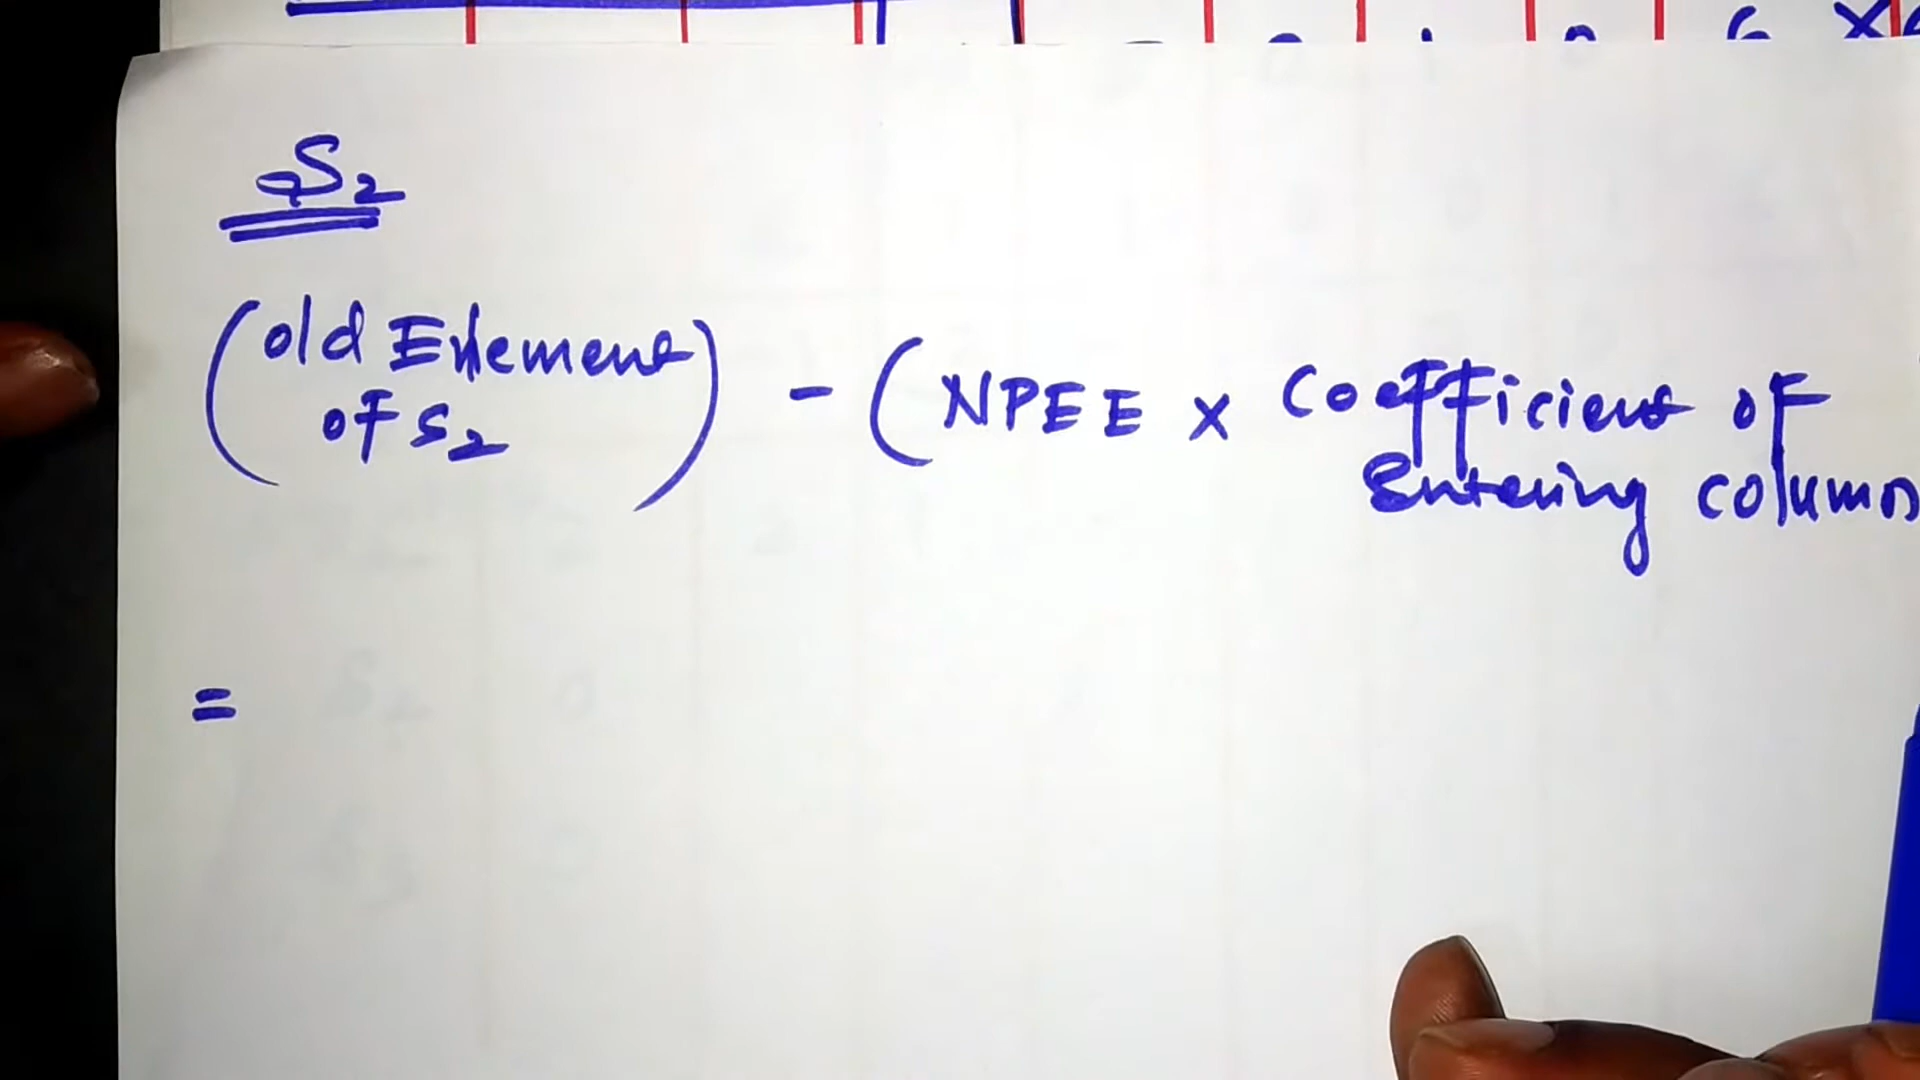 S2
(old Element of S2) - (NPEE x coefficient of Entering column
=